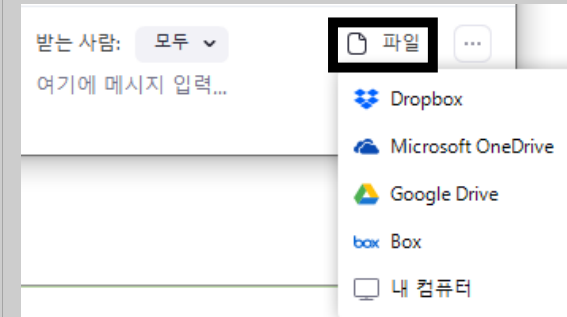 받는 사람: 모두
파일
...
여기에 메시지 입력...
Dropbox
Microsoft OneDrive
Google Drive
box Box
내 컴퓨터